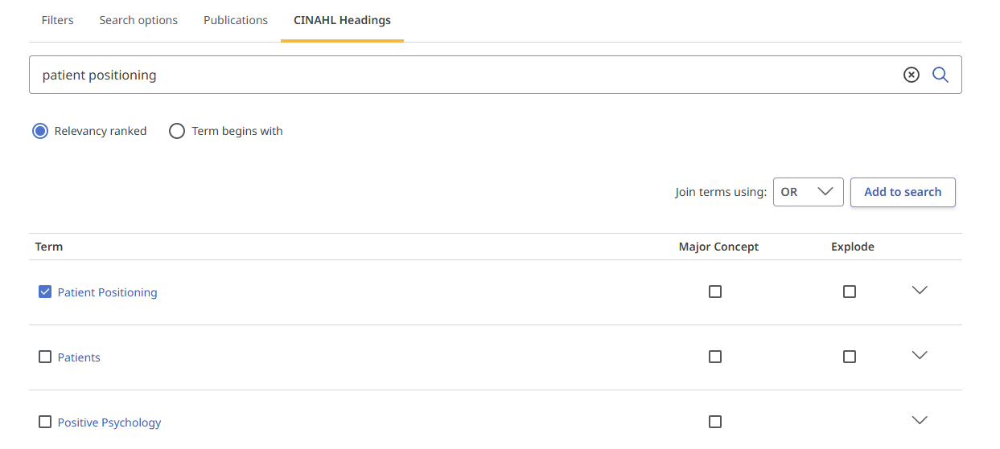 Filters Search options Publications CINAHL Headings
patient positioning
Relevancy ranked Term begins with
Join terms using: OR Add to search
Term Major Concept Explode
Patient Positioning
Patients
Positive Psychology